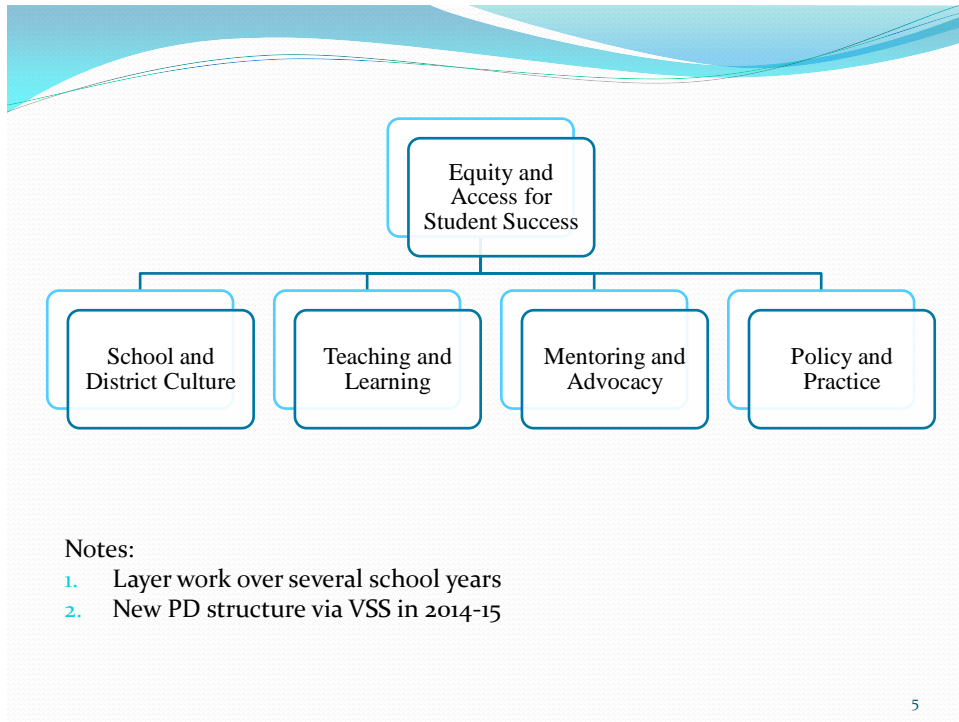 Equity and
Access for
Student Success
School and
District Culture
Teaching and
Learning
Mentoring and
Advocacy
Policy and
Practice
Notes:
1. Layer work over several school years
2. New PD structure via VSS in 2014-15
5